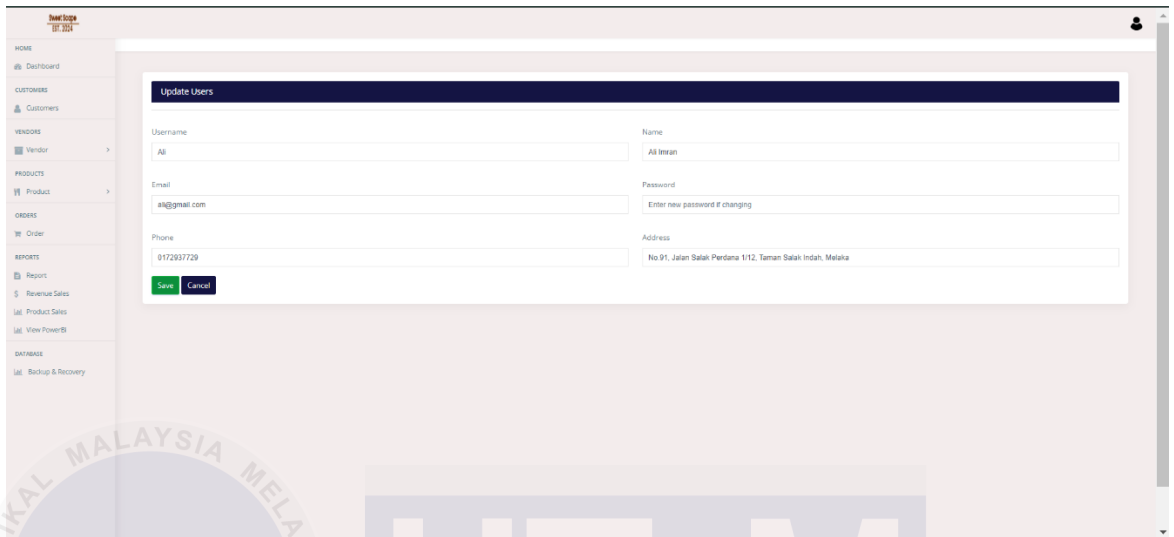 Sweet Scope
EST. 2024
HOME
Dashboard
CUSTOMERS
Customers
VENDORS
Vendor
PRODUCTS
Product
ORDERS
Order
REPORTS
Report
Revenue Sales
Product Sales
View PowerBI
DATABASE
Backup & Recovery
Update Users
Username
Name
Ali
Ali Imran
Email
Password
ali@gmail.com
Enter new password if changing
Phone
Address
0172937729
No.91, Jalan Salak Perdana 1/12, Taman Salak Indah, Melaka
Save Cancel
IKAL MALAYSIA MELA